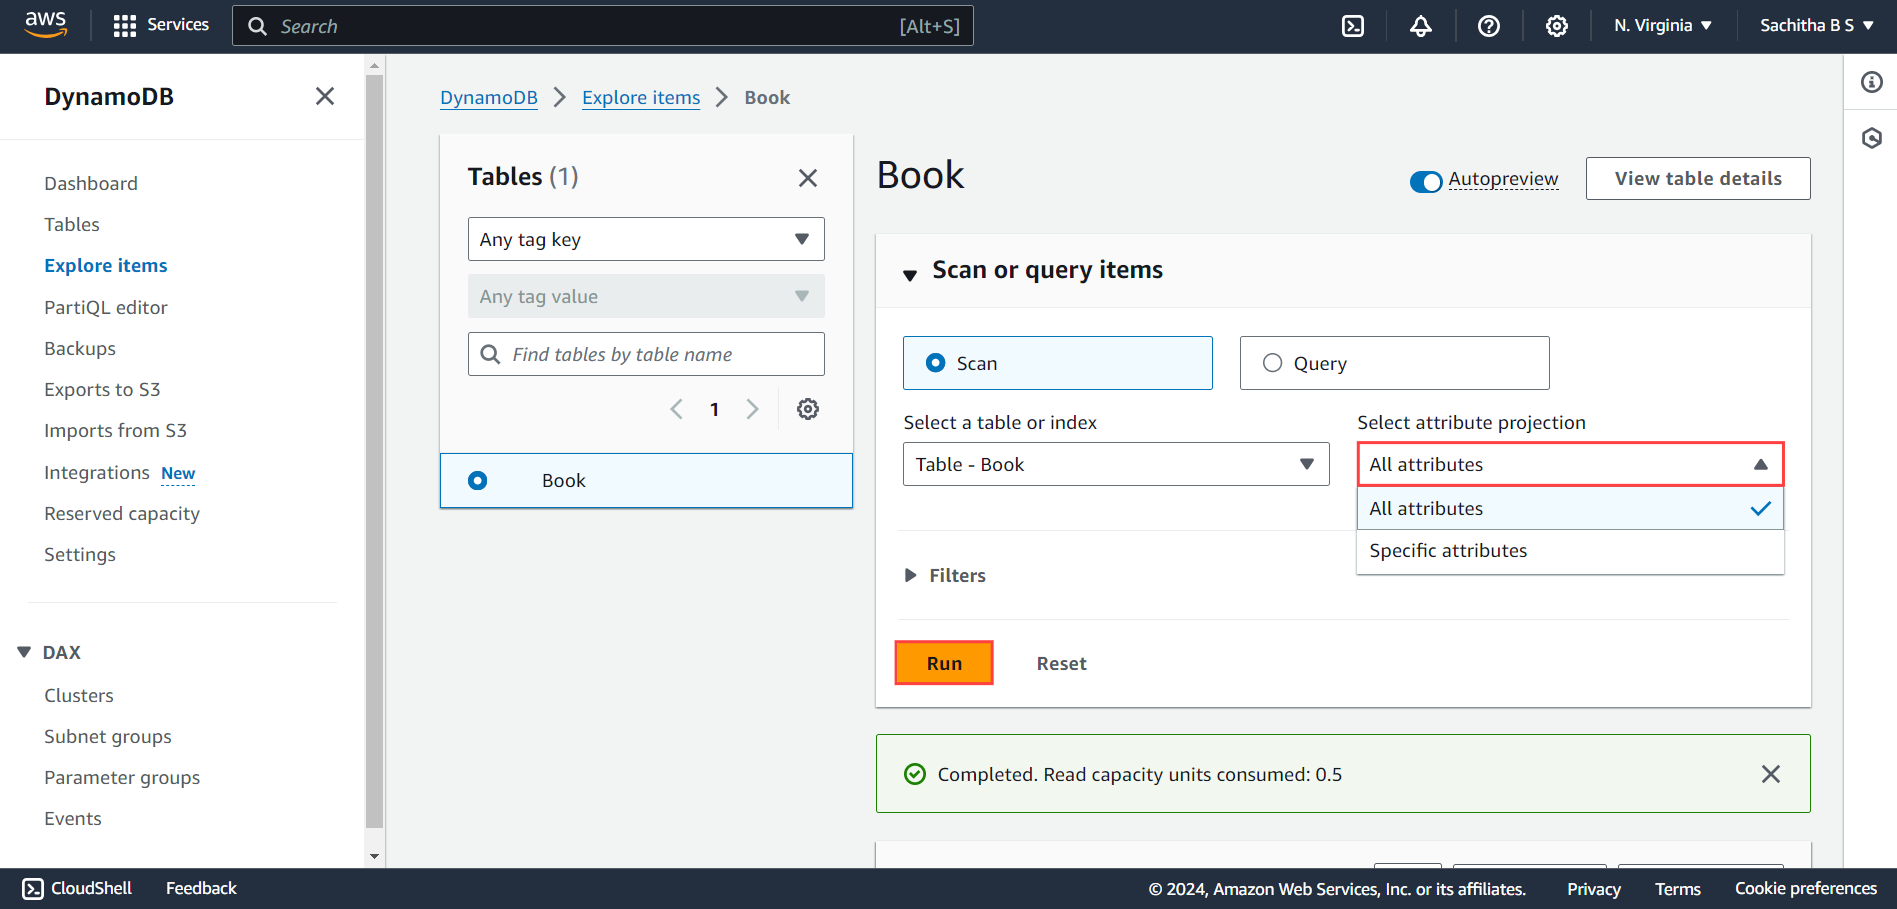 aws
Services
Search
[Alt+S]
N. Virginia
Sachitha B S
DynamoDB
Dashboard
Tables
Explore items
PartiQL editor
Backups
Exports to S3
Imports from S3
Integrations New
Reserved capacity
Settings
DAX
Clusters
Subnet groups
Parameter groups
Events
DynamoDB
Explore items
Book
Tables (1)
Any tag key
Any tag value
Find tables by table name
1
Book
Book
Autopreview
View table details
Scan or query items
Scan
Query
Select a table or index
Table - Book
Select attribute projection
All attributes
All attributes
Specific attributes
Filters
Run
Reset
Completed. Read capacity units consumed: 0.5
CloudShell
Feedback
© 2024, Amazon Web Services, Inc. or its affiliates.
Privacy
Terms
Cookie preferences